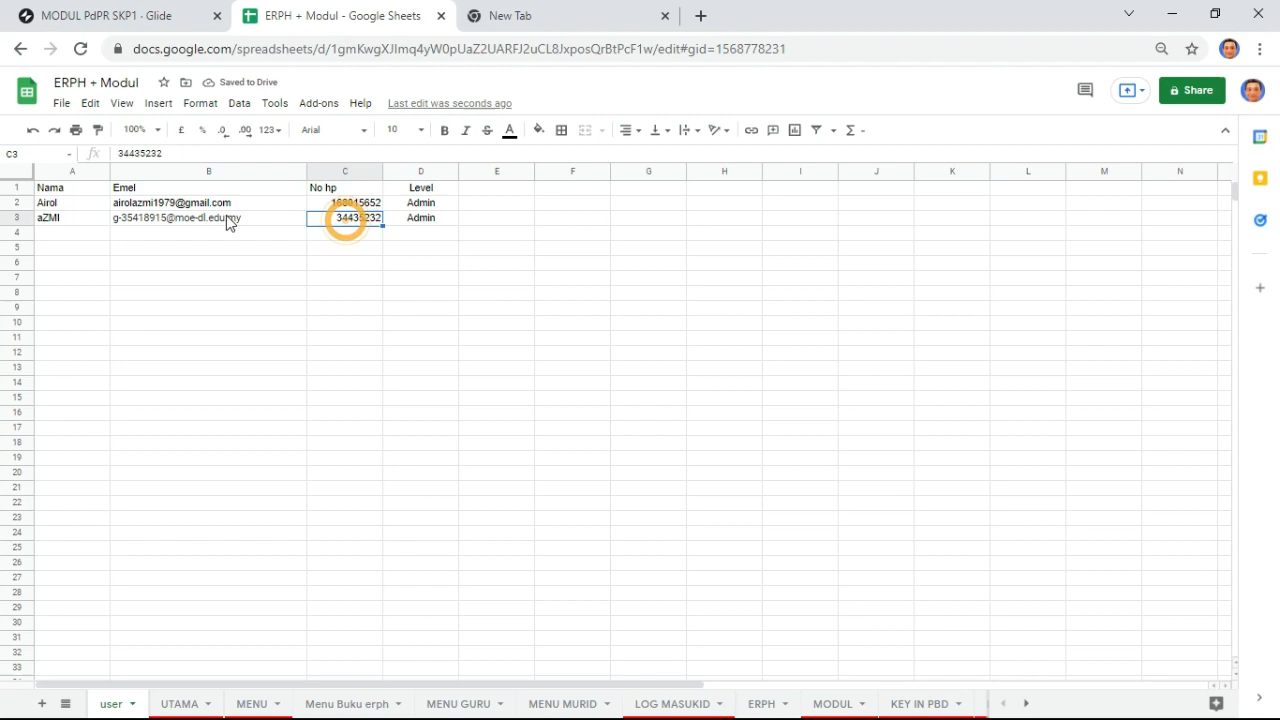 MODUL PdPR SKP1 - Glide
ERPH + Modul - Google Sheets
New Tab
docs.google.com/spreadsheets/d/1gmKwgXJImq4yW0pUaZ2UARFJ2uCL8JxposQrBtPcF1w/edit#gid=1568778231
ERPH + Modul
Saved to Drive
File Edit View Insert Format Data Tools Add-ons Help Last edit was seconds ago
Share
100% £ % .0 .00 123 Arial 10 B I S A
C3 fx 34435232
A B C D E F G H I J K L M N
1 Nama Emel No hp Level
2 Airol airolazmi1979@gmail.com Admin
3 aZMI g-35418915@moe-dl.edu.my 34435232 Admin
4
5
6
7
8
9
10
11
12
13
14
15
16
17
18
19
20
21
22
23
24
25
26
27
28
29
30
31
32
33
user UTAMA MENU Menu Buku erph MENU GURU MENU MURID LOG MASUKID ERPH MODUL KEY IN PBD